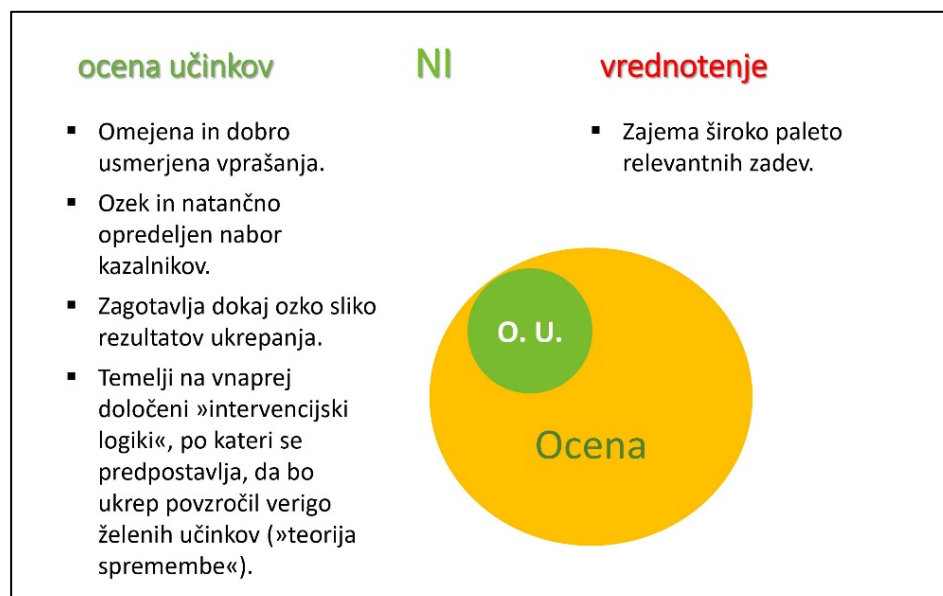 ocena učinkov NI vrednotenje
▪ Omejena in dobro
usmerjena vprašanja.
▪ Ozek in natančno
opredeljen nabor
kazalnikov.
▪ Zagotavlja dokaj ozko sliko
rezultatov ukrepanja.
▪ Temelji na vnaprej
določeni »intervencijski
logiki«, po kateri se
predpostavlja, da bo
ukrep povzročil verigo
želenih učinkov (»teorija
spremembe«).
▪ Zajema široko paleto
relevantnih zadev.
O. U.
Ocena